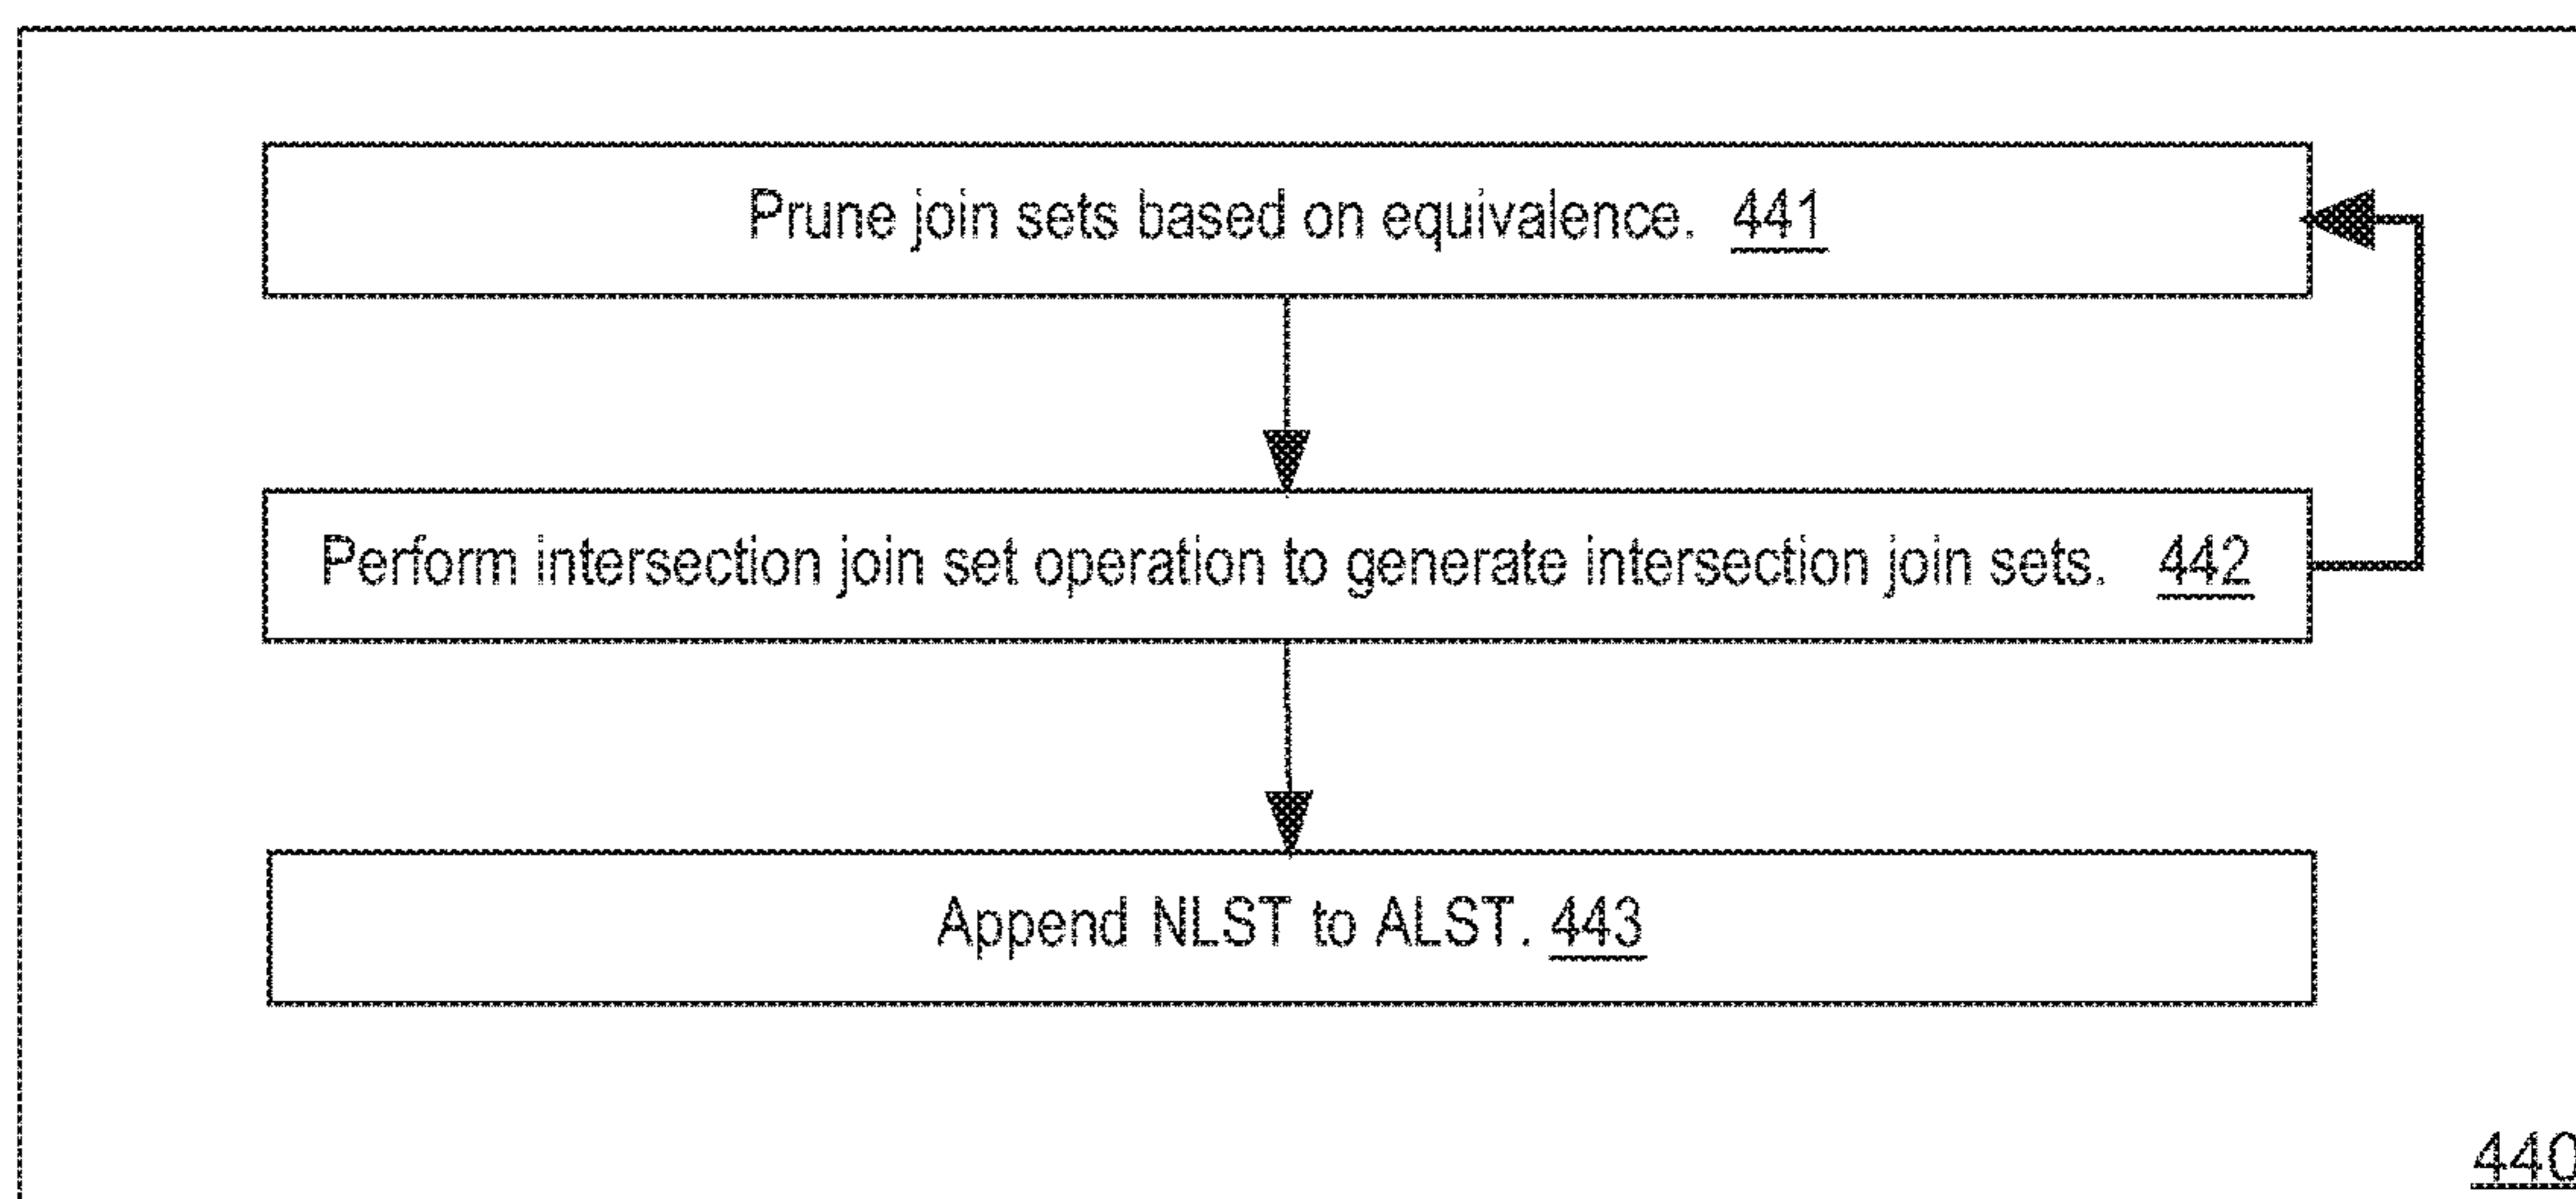 Prune join sets based on equivalence. 441
Perform intersection join set operation to generate intersection join sets. 442
Append NLST to ALST. 443
440